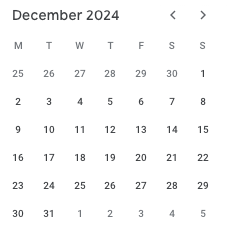 December 2024
M T W T F S S
25 26 27 28 29 30 1
2 3 4 5 6 7 8
9 10 11 12 13 14 15
16 17 18 19 20 21 22
23 24 25 26 27 28 29
30 31 1 2 3 4 5